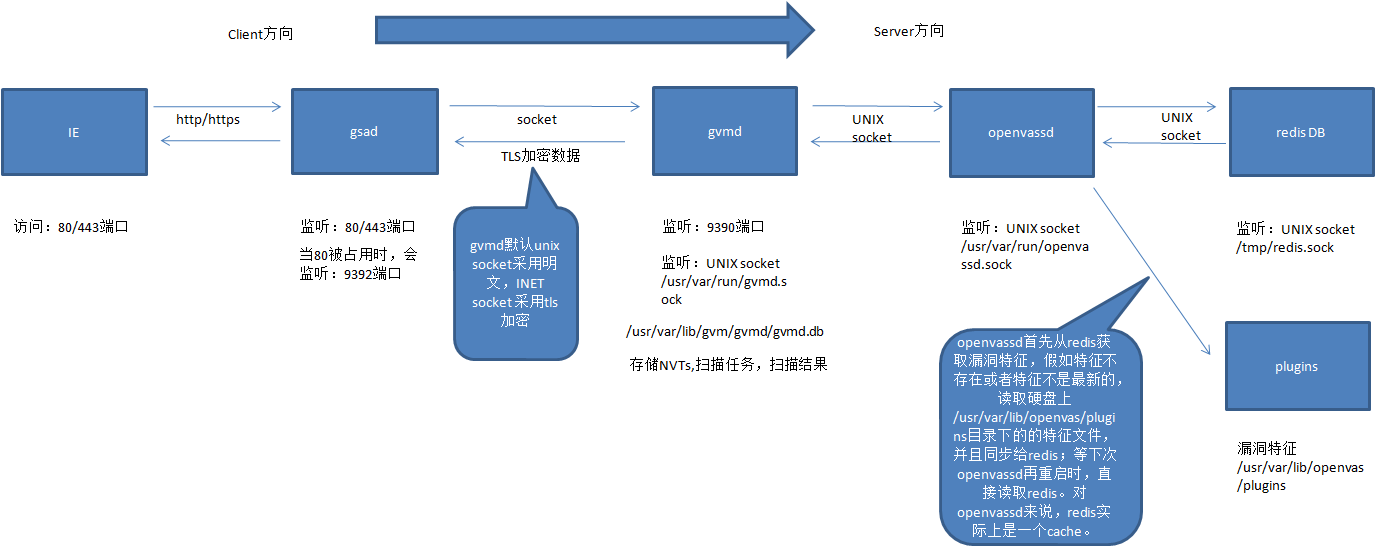 Client方向
Server方向
IE
http/https
gsad
socket
TLS加密数据
gvmd
UNIX
socket
openvassd
UNIX
socket
redis DB
访问：80/443端口
监听：80/443端口
当80被占用时，会
监听：9392端口
gvmd默认unix
socket采用明
文，INET
socket 采用tls
加密
监听：9390端口
监听：UNIX socket
/usr/var/run/gvmd.s
ock
/usr/var/lib/gvm/gvmd/gvmd.db
存储NVTs,扫描任务，扫描结果
监听：UNIX socket
/usr/var/run/openva
ssd.sock
监听：UNIX socket
/tmp/redis.sock
openvassd首先从redis获
取漏洞特征，假如特征不
存在或者特征不是最新的，
读取硬盘上
/usr/var/lib/openvas/plugi
ns目录下的的特征文件，
并且同步给redis；等下次
openvassd再重启时，直
接读取redis。对
openvassd来说，redis实
际上是一个cache。
plugins
漏洞特征
/usr/var/lib/openvas
/plugins